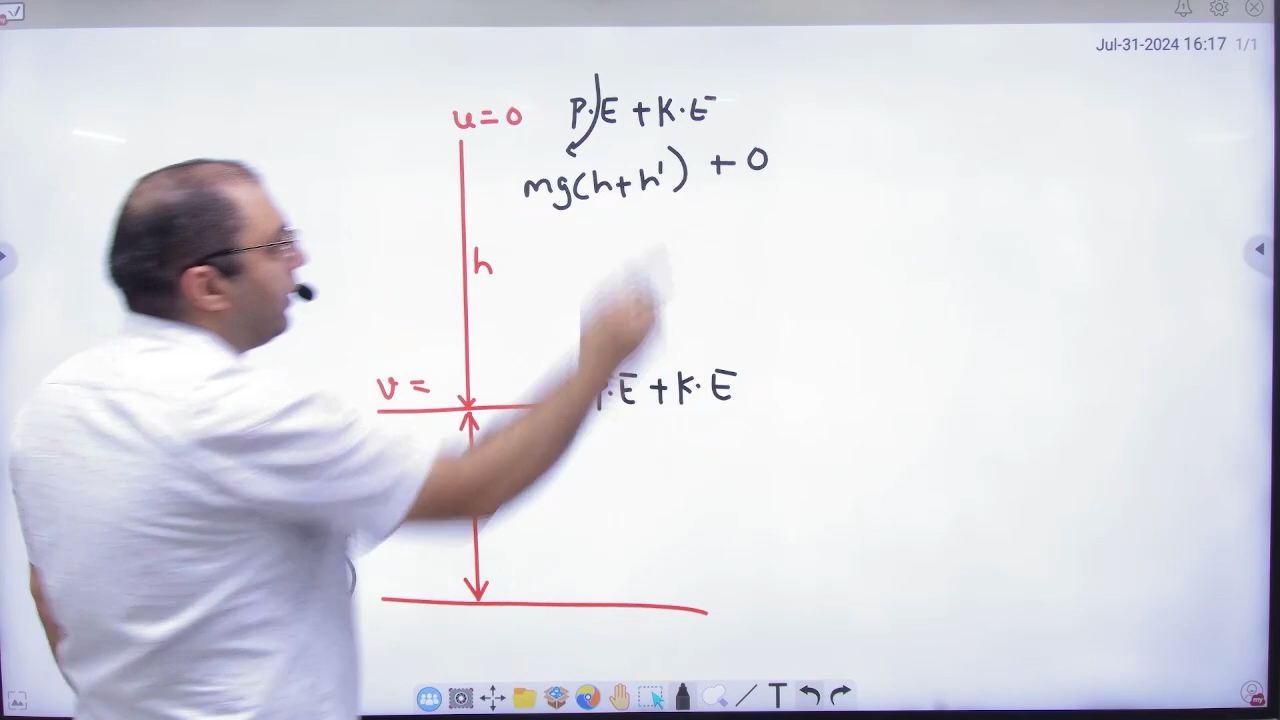 Jul-31-2024 16:17 1/1
u=0 P.E + K.E
mg(h+h') + 0
h
v =
.E + K.E
T